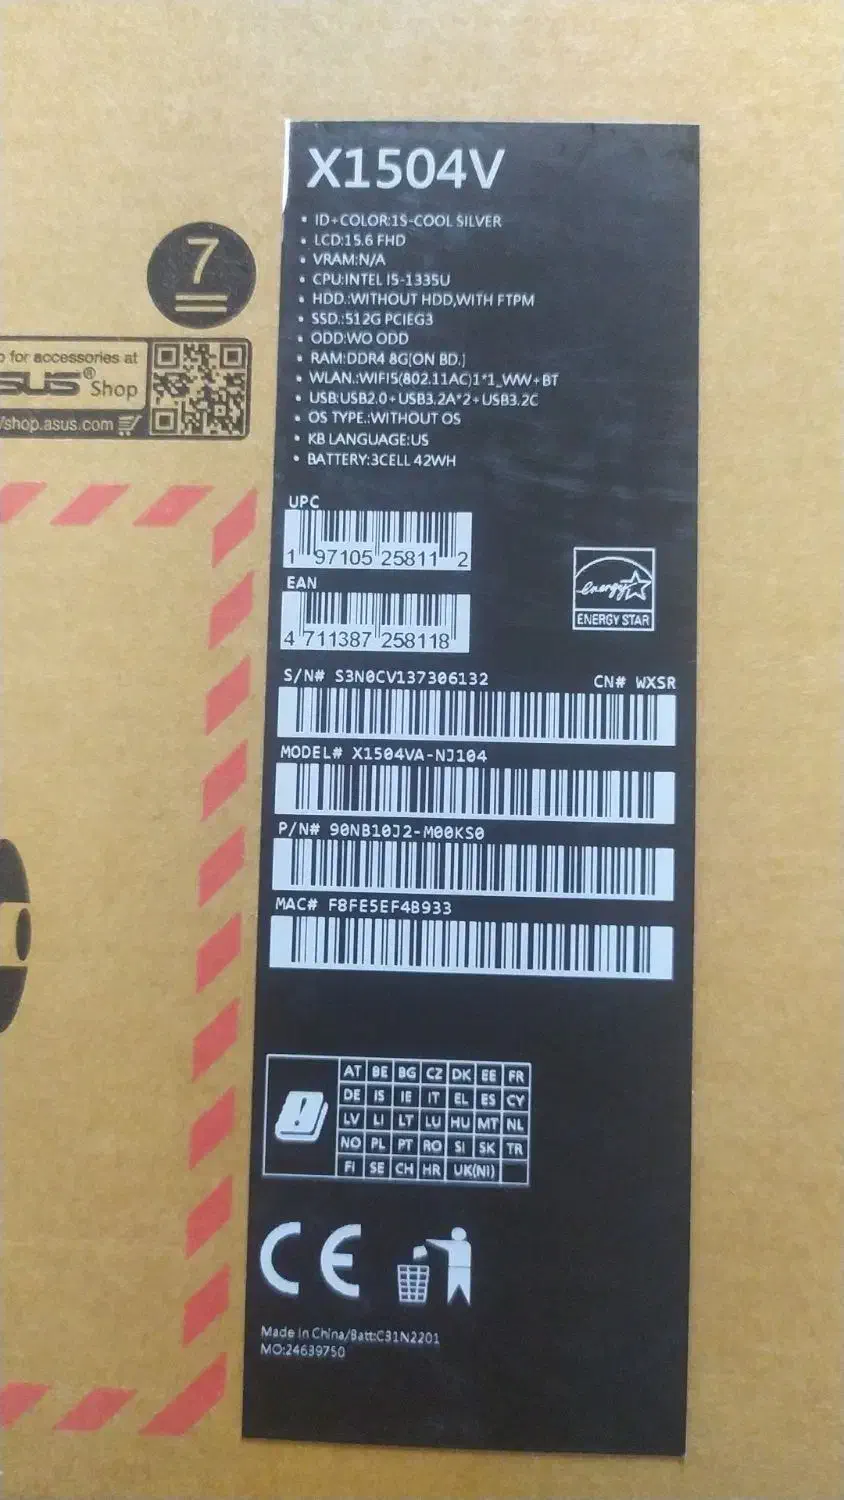 X1504V
• ID+COLOR:1S-COOL SILVER
• LCD:15.6 FHD
• VRAM:N/A
• CPU:INTEL I5-1335U
• HDD.:WITHOUT HDD,WITH FTPM
• SSD.:512G PCIEG3
• ODD:WO ODD
• RAM:DDR4 8G(ON BD.)
• WLAN.:WIFI5(802.11AC)1*1_WW+BT
• USB:USB2.0+USB3.2A*2+USB3.2C
• OS TYPE.:WITHOUT OS
• KB LANGUAGE:US
• BATTERY:3CELL 42WH
7
for accessories at
SUS® Shop
/shop.asus.com
UPC
1 97105 25811 2
EAN
4 711387 258118
energy
ENERGY STAR
S/N# S3N0CV137306132 CN# WXSR
MODEL# X1504VA-NJ104
P/N# 90NB10J2-M00KS0
MAC# F8FE5EF4B933
AT BE BG CZ DK EE FR
DE IS IE IT EL ES CY
LV LI LT LU HU MT NL
NO PL PT RO SI SK TR
FI SE CH HR UK(NI)
CE
Made in China/Batt:C31N2201
MO:24639750